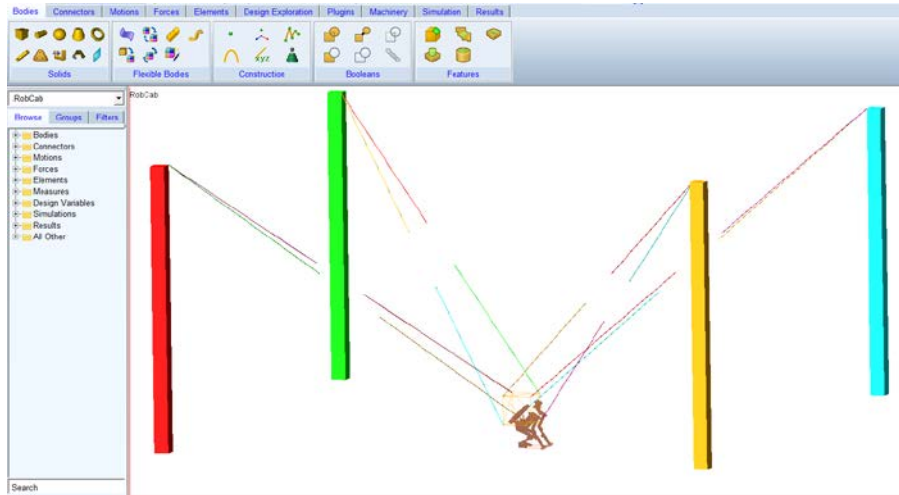 Bodies Connectors Motions Forces Elements Design Exploration Plugins Machinery Simulation Results
Solids Flexible Bodies Construction Booleans Features
RobCab
Browse Groups Filters
Bodies
Connectors
Motions
Forces
Elements
Measures
Design Variables
Simulations
Results
All Other
Search
RobCab